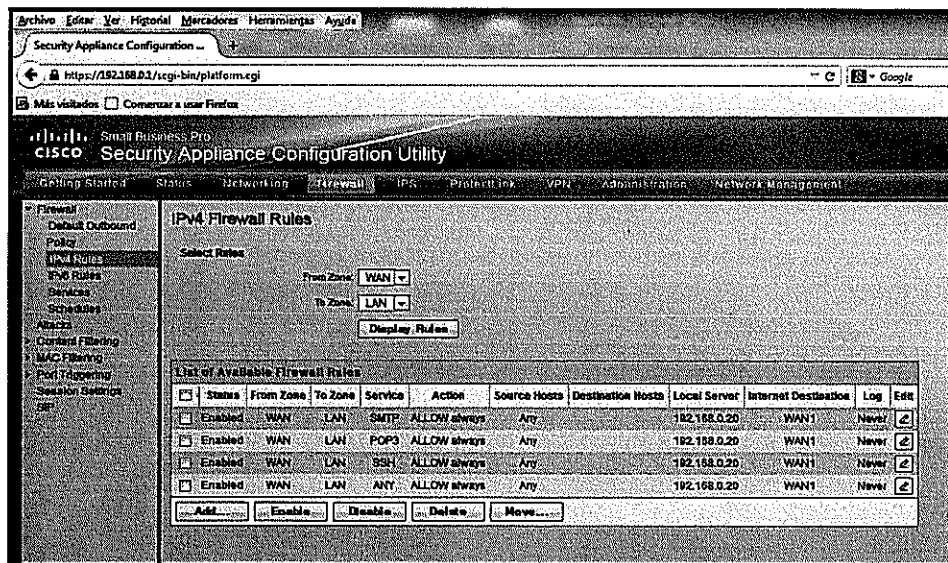 Archivo Editar Ver Historial Marcadores Herramientas Ayuda
Security Appliance Configuration ...
https://192.168.0.1/scgi-bin/platform.cgi
Google
Más visitados Comenzar a usar Firefox
Small Business Pro
CISCO Security Appliance Configuration Utility
Getting Started Status Networking Firewall IPS ProtectLink VPN Administration Network Management
Firewall
Default Outbound
Policy
IPv4 Rules
IPv6 Rules
Services
Schedules
Attacks
Content Filtering
MAC Filtering
Port Triggering
Session Settings
SIP
IPv4 Firewall Rules
Select Rules
From Zone: WAN
To Zone: LAN
Display Rules
List of Available Firewall Rules
Status From Zone To Zone Service Action Source Hosts Destination Hosts Local Server Internet Destination Log Edit
Enabled WAN LAN SMTP ALLOW always Any 192.168.0.20 WAN1 Never
Enabled WAN LAN POP3 ALLOW always Any 192.168.0.20 WAN1 Never
Enabled WAN LAN SSH ALLOW always Any 192.168.0.20 WAN1 Never
Enabled WAN LAN ANY ALLOW always Any 192.168.0.20 WAN1 Never
Add... Enable Disable Delete Move...